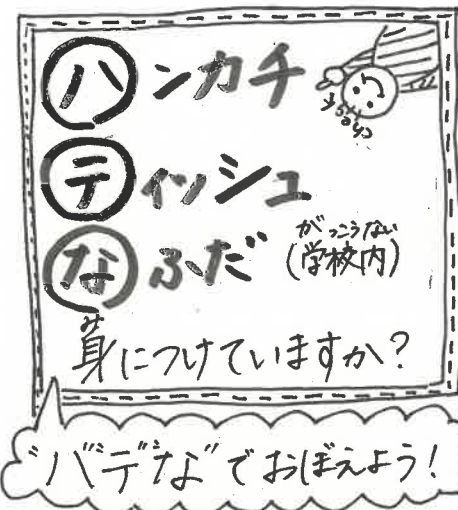 ハンカチ
ティッシュ
なふだ
がっこうない
(学校内)
み
身につけていますか?
"ハデな"でおぼえよう!